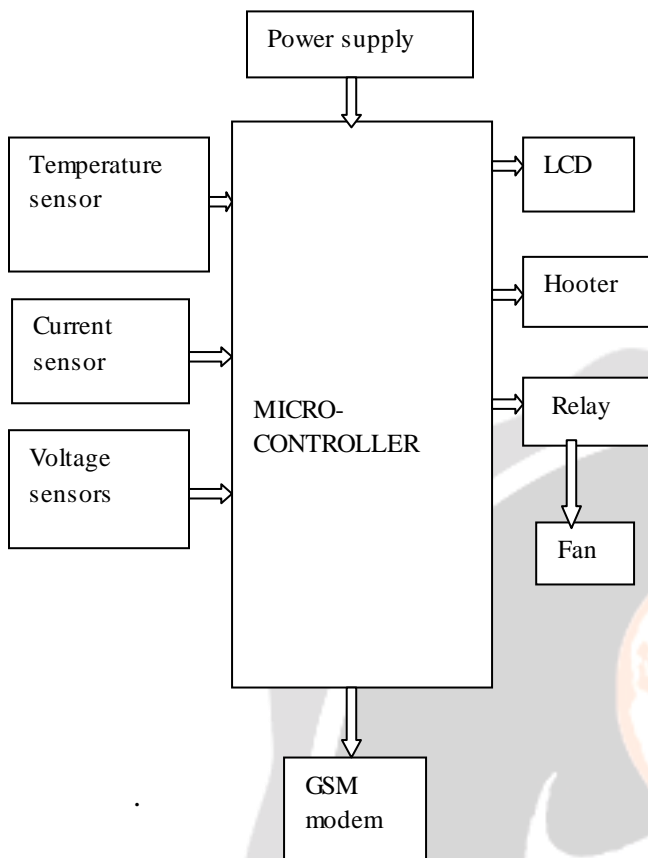 Power supply
Temperature
sensor
LCD
Hooter
Current
sensor
MICRO-
CONTROLLER
Relay
Voltage
sensors
Fan
GSM
modem
.